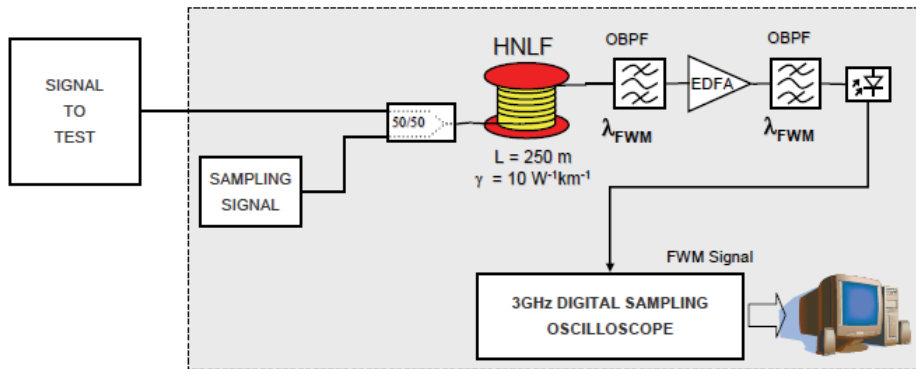 SIGNAL
TO
TEST
SAMPLING
SIGNAL
50/50
HNLF
L = 250 m
γ = 10 W⁻¹km⁻¹
OBPF
λFWM
EDFA
OBPF
λFWM
FWM Signal
3GHz DIGITAL SAMPLING
OSCILLOSCOPE